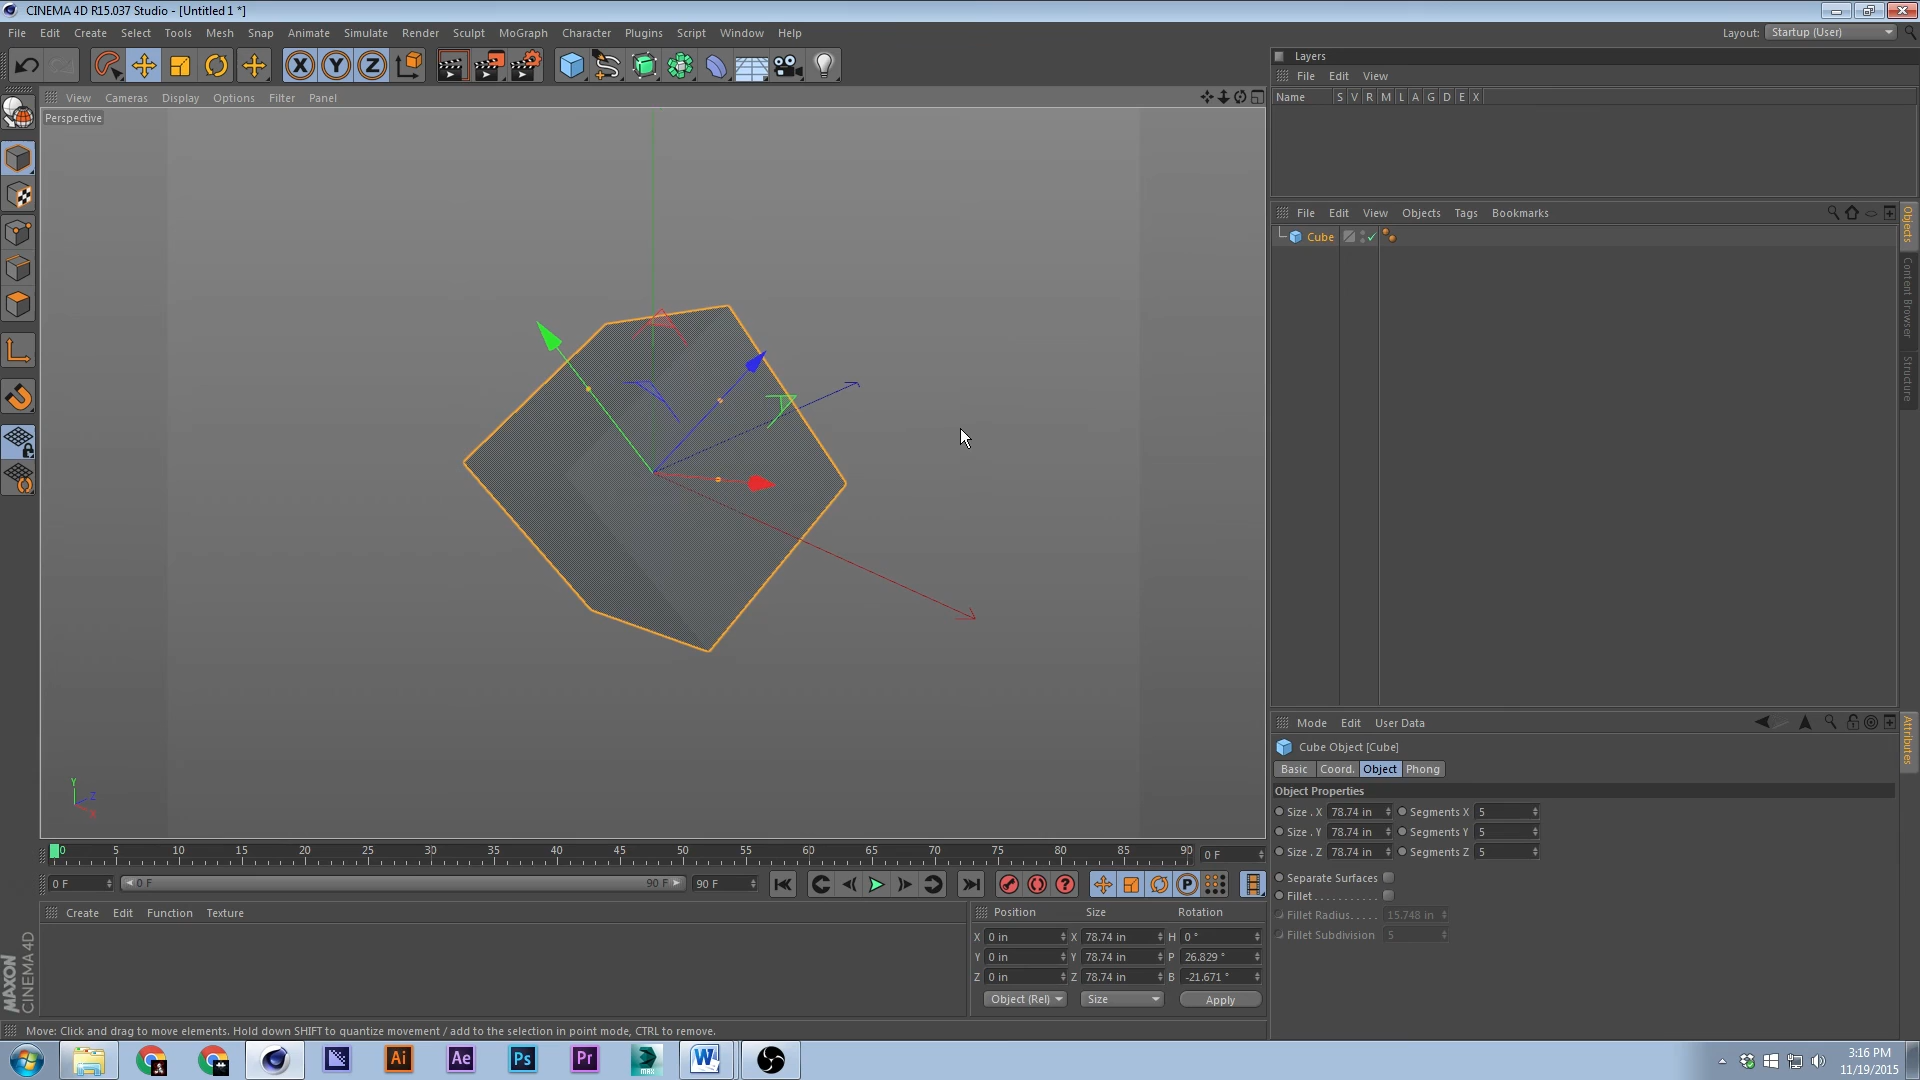 CINEMA 4D R15.037 Studio - [Untitled 1 *]
File Edit Create Select Tools Mesh Snap Animate Simulate Render Sculpt MoGraph Character Plugins Script Window Help
Layout: Startup (User)
Layers
File Edit View
Name S V R M L A G D E X
X Y Z
View Cameras Display Options Filter Panel
Perspective
File Edit View Objects Tags Bookmarks
Cube
Objects
Content Browser
Structure
Mode Edit User Data
Attributes
Cube Object [Cube]
Basic Coord. Object Phong
Object Properties
Size . X 78.74 in Segments X 5
Size . Y 78.74 in Segments Y 5
Size . Z 78.74 in Segments Z 5
Separate Surfaces
Fillet . . . . . . . . . . .
Fillet Radius. . . . . 15.748 in
Fillet Subdivision 5
Y
Z
X
0 5 10 15 20 25 30 35 40 45 50 55 60 65 70 75 80 85 90 0 F
0 F 0 F 90 F 90 F ? P
Create Edit Function Texture
Position Size Rotation
X 0 in X 78.74 in H 0 °
Y 0 in Y 78.74 in P 26.829 °
Z 0 in Z 78.74 in B -21.671 °
Object (Rel) Size Apply
MAXON
CINEMA 4D
Move: Click and drag to move elements. Hold down SHIFT to quantize movement / add to the selection in point mode, CTRL to remove.
Ai Ae Ps Pr MAX W
3:16 PM
11/19/2015